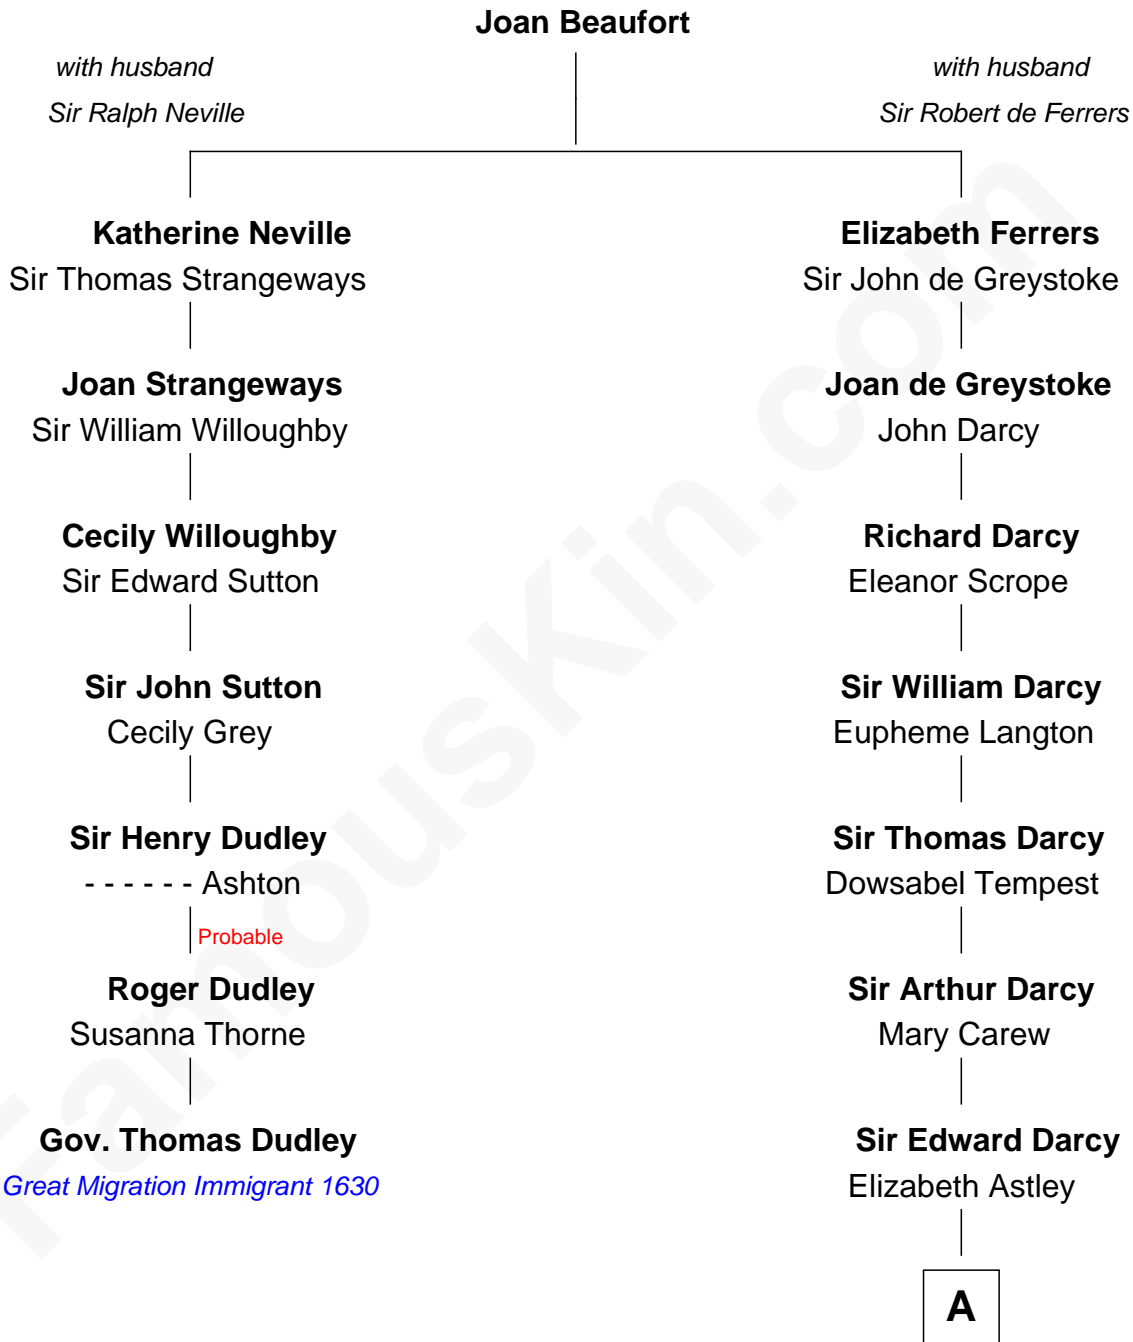 Joan Beaufort
with husband
Sir Ralph Neville
with husband
Sir Robert de Ferrers
Katherine Neville
Sir Thomas Strangeways
Elizabeth Ferrers
Sir John de Greystoke
Joan Strangeways
Sir William Willoughby
Joan de Greystoke
John Darcy
Cecily Willoughby
Sir Edward Sutton
Richard Darcy
Eleanor Scrope
Sir John Sutton
Cecily Grey
Sir William Darcy
Eupheme Langton
Sir Henry Dudley
- - - - - - Ashton
Probable
Sir Thomas Darcy
Dowsabel Tempest
Roger Dudley
Susanna Thorne
Sir Arthur Darcy
Mary Carew
Gov. Thomas Dudley
Great Migration Immigrant 1630
Sir Edward Darcy
Elizabeth Astley
A
FamousKin.com